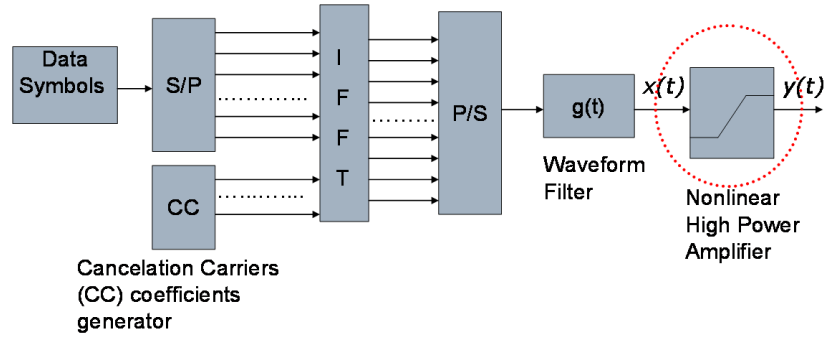 Data
Symbols
S/P
CC
Cancelation Carriers
(CC) coefficients
generator
I
F
F
T
P/S
g(t)
Waveform
Filter
x(t)
y(t)
Nonlinear
High Power
Amplifier